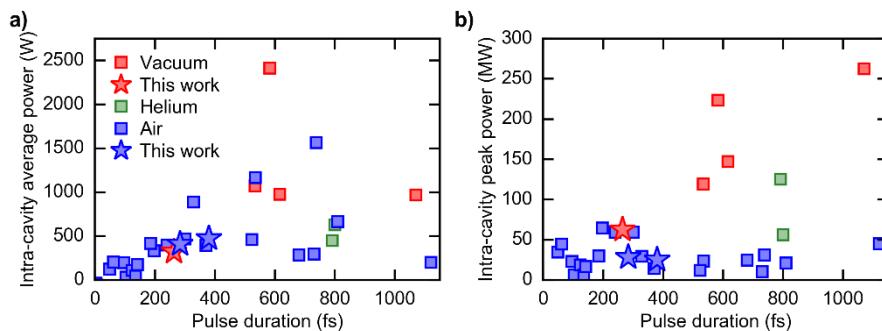 a)
Intra-cavity average power (W)
2500
2000
1500
1000
500
0
Vacuum
This work
Helium
Air
This work
0 200 400 600 800 1000
Pulse duration (fs)
b)
Intra-cavity peak power (MW)
300
250
200
150
100
50
0
0 200 400 600 800 1000
Pulse duration (fs)